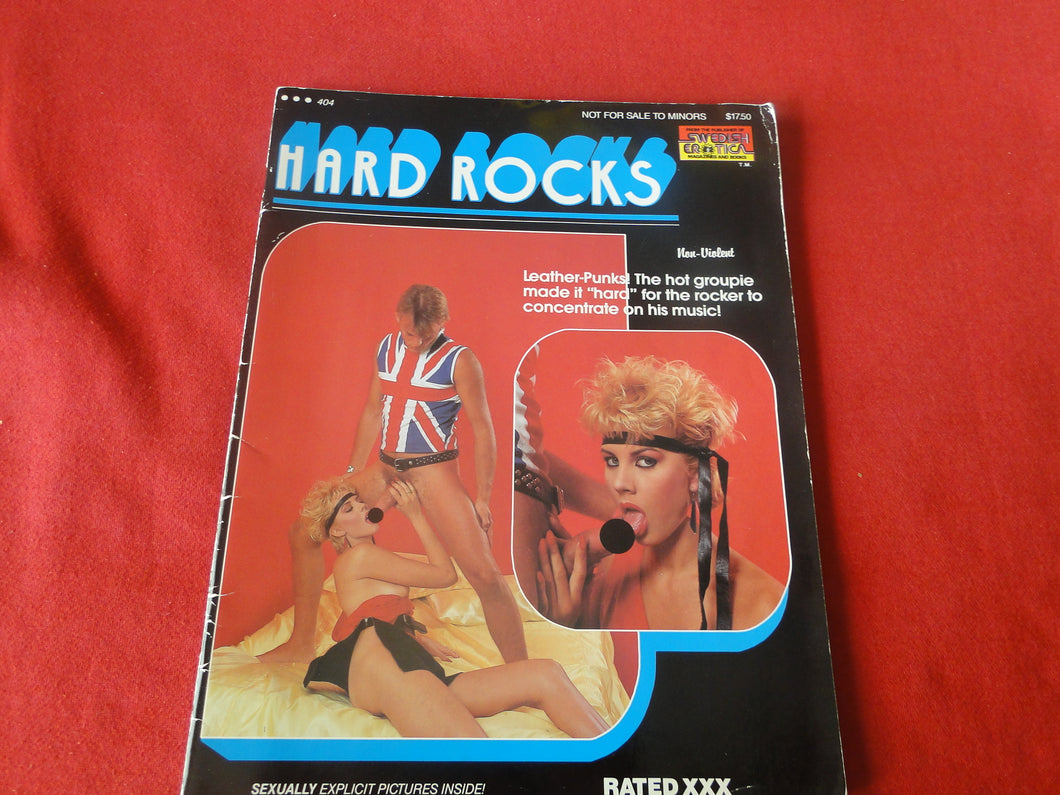 ••• 404
NOT FOR SALE TO MINORS $17.50
FROM THE PUBLISHER OF
SWEDISH
EROTICA
MAGAZINES AND BOOKS
T.M.
HARD ROCKS
Non-Violent
Leather-Punks! The hot groupie
made it "hard" for the rocker to
concentrate on his music!
SEXUALLY EXPLICIT PICTURES INSIDE!
RATED XXX